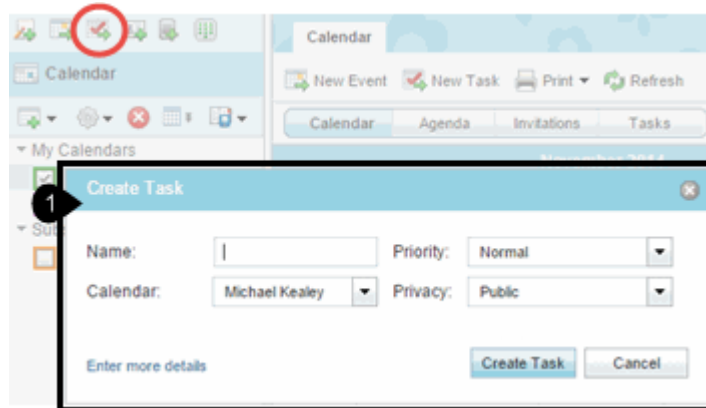 Calendar
Calendar
New Event New Task Print Refresh
Calendar Agenda Invitations Tasks
My Calendars
November 2014
1
Create Task
Name: Priority: Normal
Calendar: Michael Kealey Privacy: Public
Enter more details Create Task Cancel